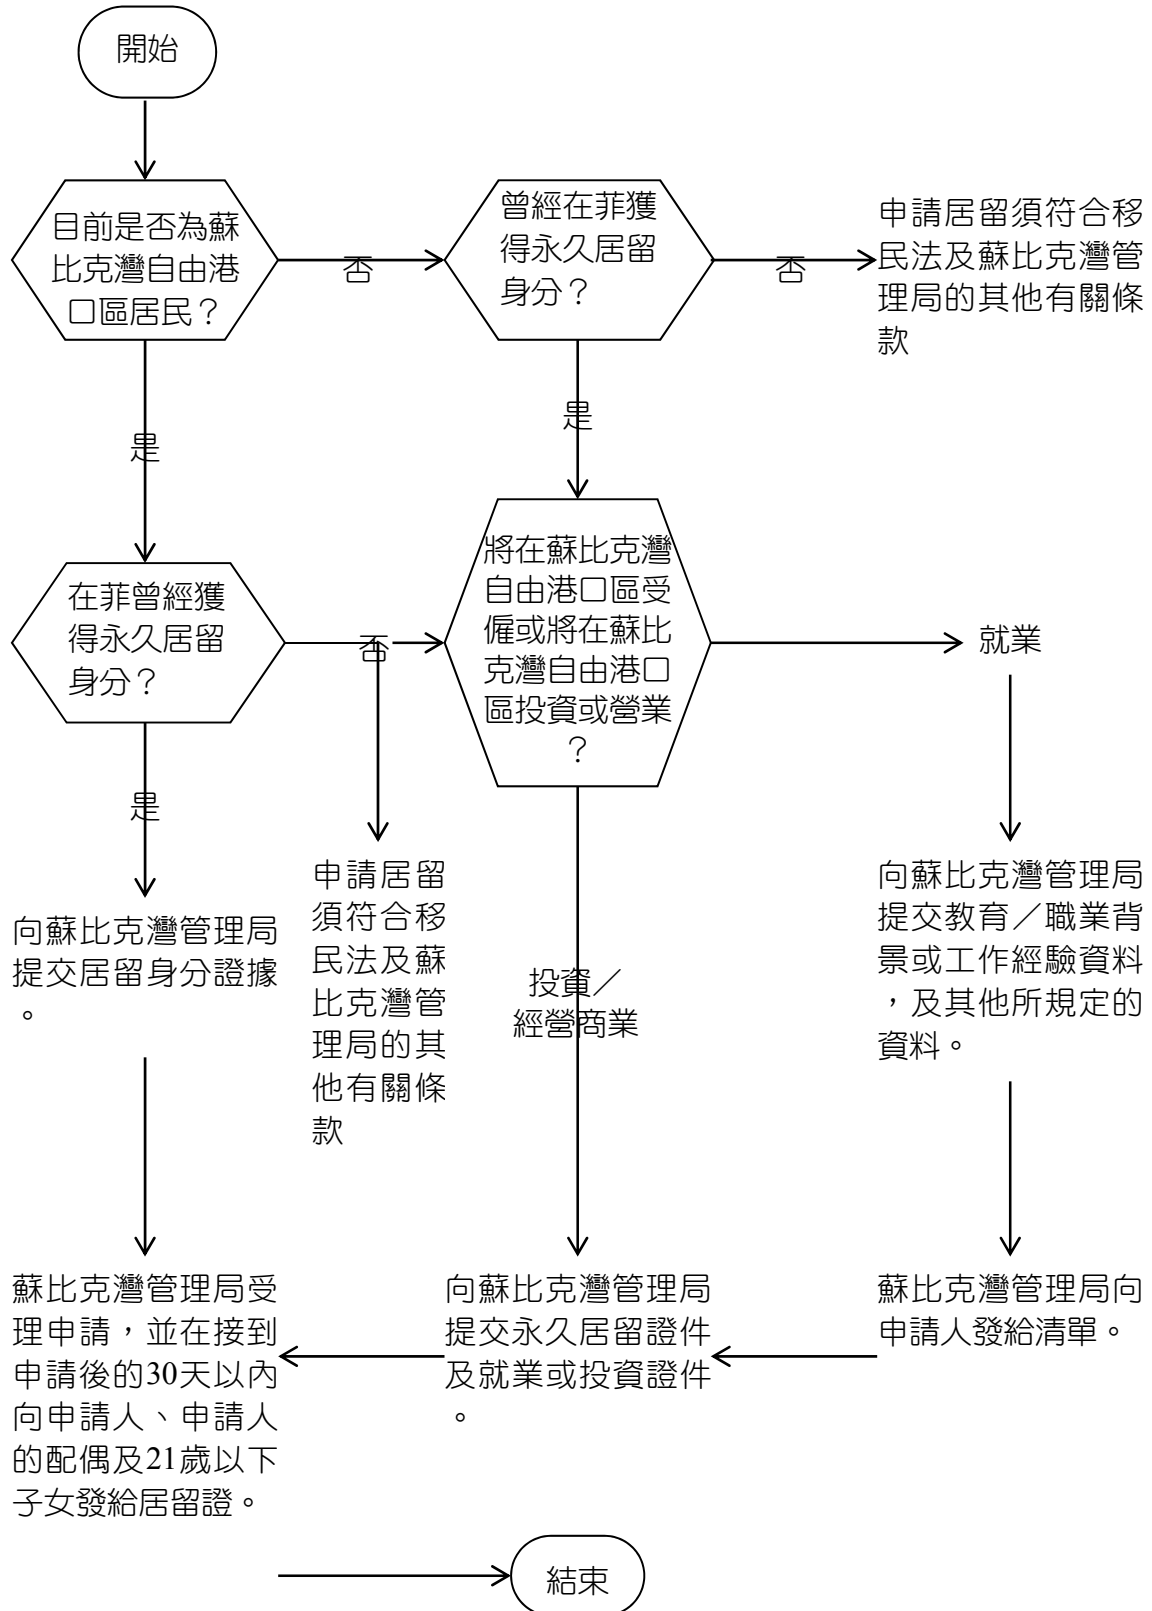 開始
目前是否為蘇
比克灣自由港
口區居民？
否
曾經在菲獲
得永久居留
身分？
否
申請居留須符合移
民法及蘇比克灣管
理局的其他有關條
款
是
是
在菲曾經獲
得永久居留
身分？
否
將在蘇比克灣
自由港口區受
僱或將在蘇比
克灣自由港口
區投資或營業
？
就業
是
向蘇比克灣管理局
提交居留身分證據
。
申請居留
須符合移
民法及蘇
比克灣管
理局的其
他有關條
款
投資／
經營商業
向蘇比克灣管理局
提交教育／職業背
景或工作經驗資料
，及其他所規定的
資料。
蘇比克灣管理局受
理申請，並在接到
申請後的30天以內
向申請人、申請人
的配偶及21歲以下
子女發給居留證。
向蘇比克灣管理局
提交永久居留證件
及就業或投資證件
。
蘇比克灣管理局向
申請人發給清單。
結束